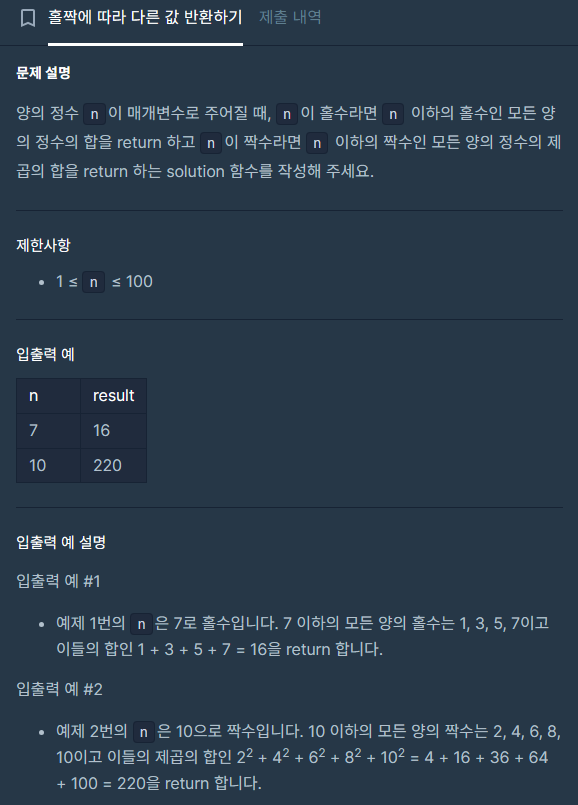 홀짝에 따라 다른 값 반환하기 제출 내역
문제 설명
양의 정수 n이 매개변수로 주어질 때, n이 홀수라면 n 이하의 홀수인 모든 양
의 정수의 합을 return 하고 n이 짝수라면 n 이하의 짝수인 모든 양의 정수의 제
곱의 합을 return 하는 solution 함수를 작성해 주세요.
제한사항
• 1 ≤ n ≤ 100
입출력 예
n result
7 16
10 220
입출력 예 설명
입출력 예 #1
• 예제 1번의 n은 7로 홀수입니다. 7 이하의 모든 양의 홀수는 1, 3, 5, 7이고
이들의 합인 1 + 3 + 5 + 7 = 16을 return 합니다.
입출력 예 #2
• 예제 2번의 n은 10으로 짝수입니다. 10 이하의 모든 양의 짝수는 2, 4, 6, 8,
10이고 이들의 제곱의 합인 2² + 4² + 6² + 8² + 10² = 4 + 16 + 36 + 64
+ 100 = 220을 return 합니다.